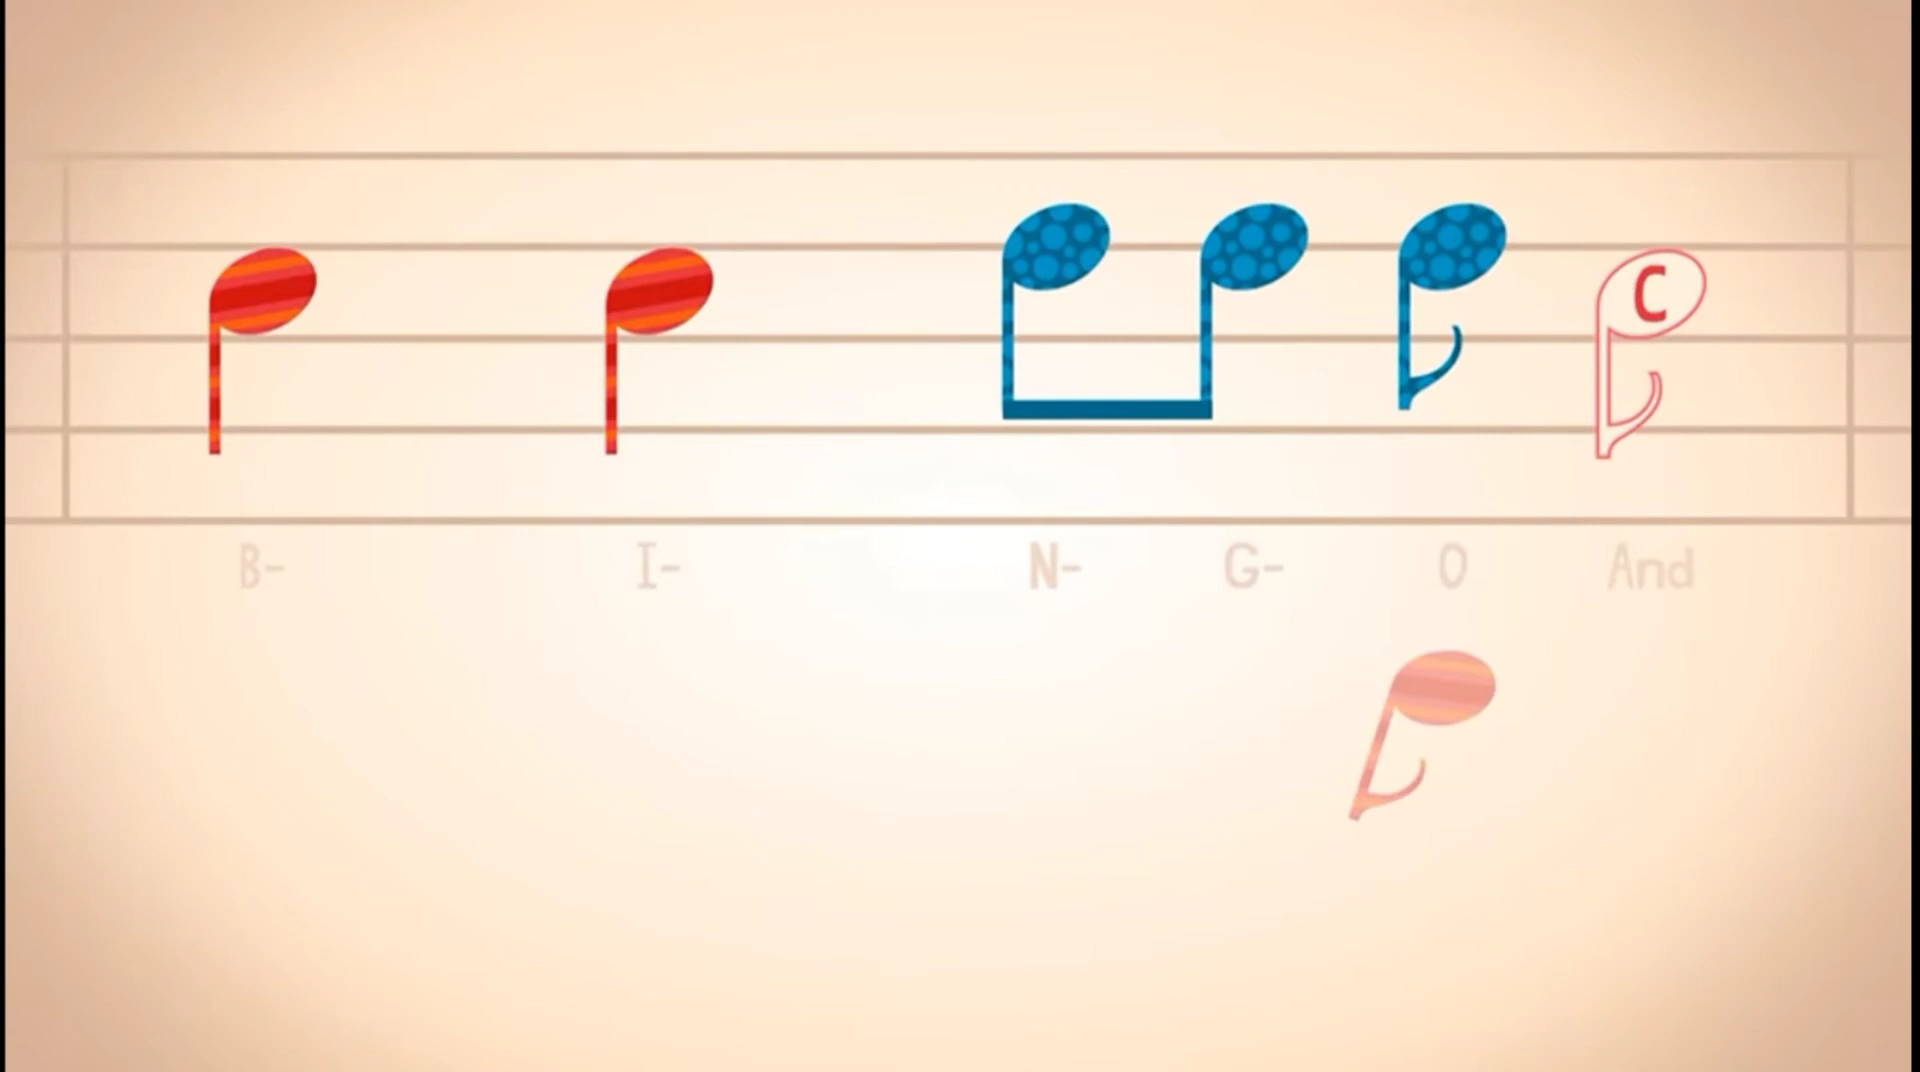 C
B- I- N- G- O And